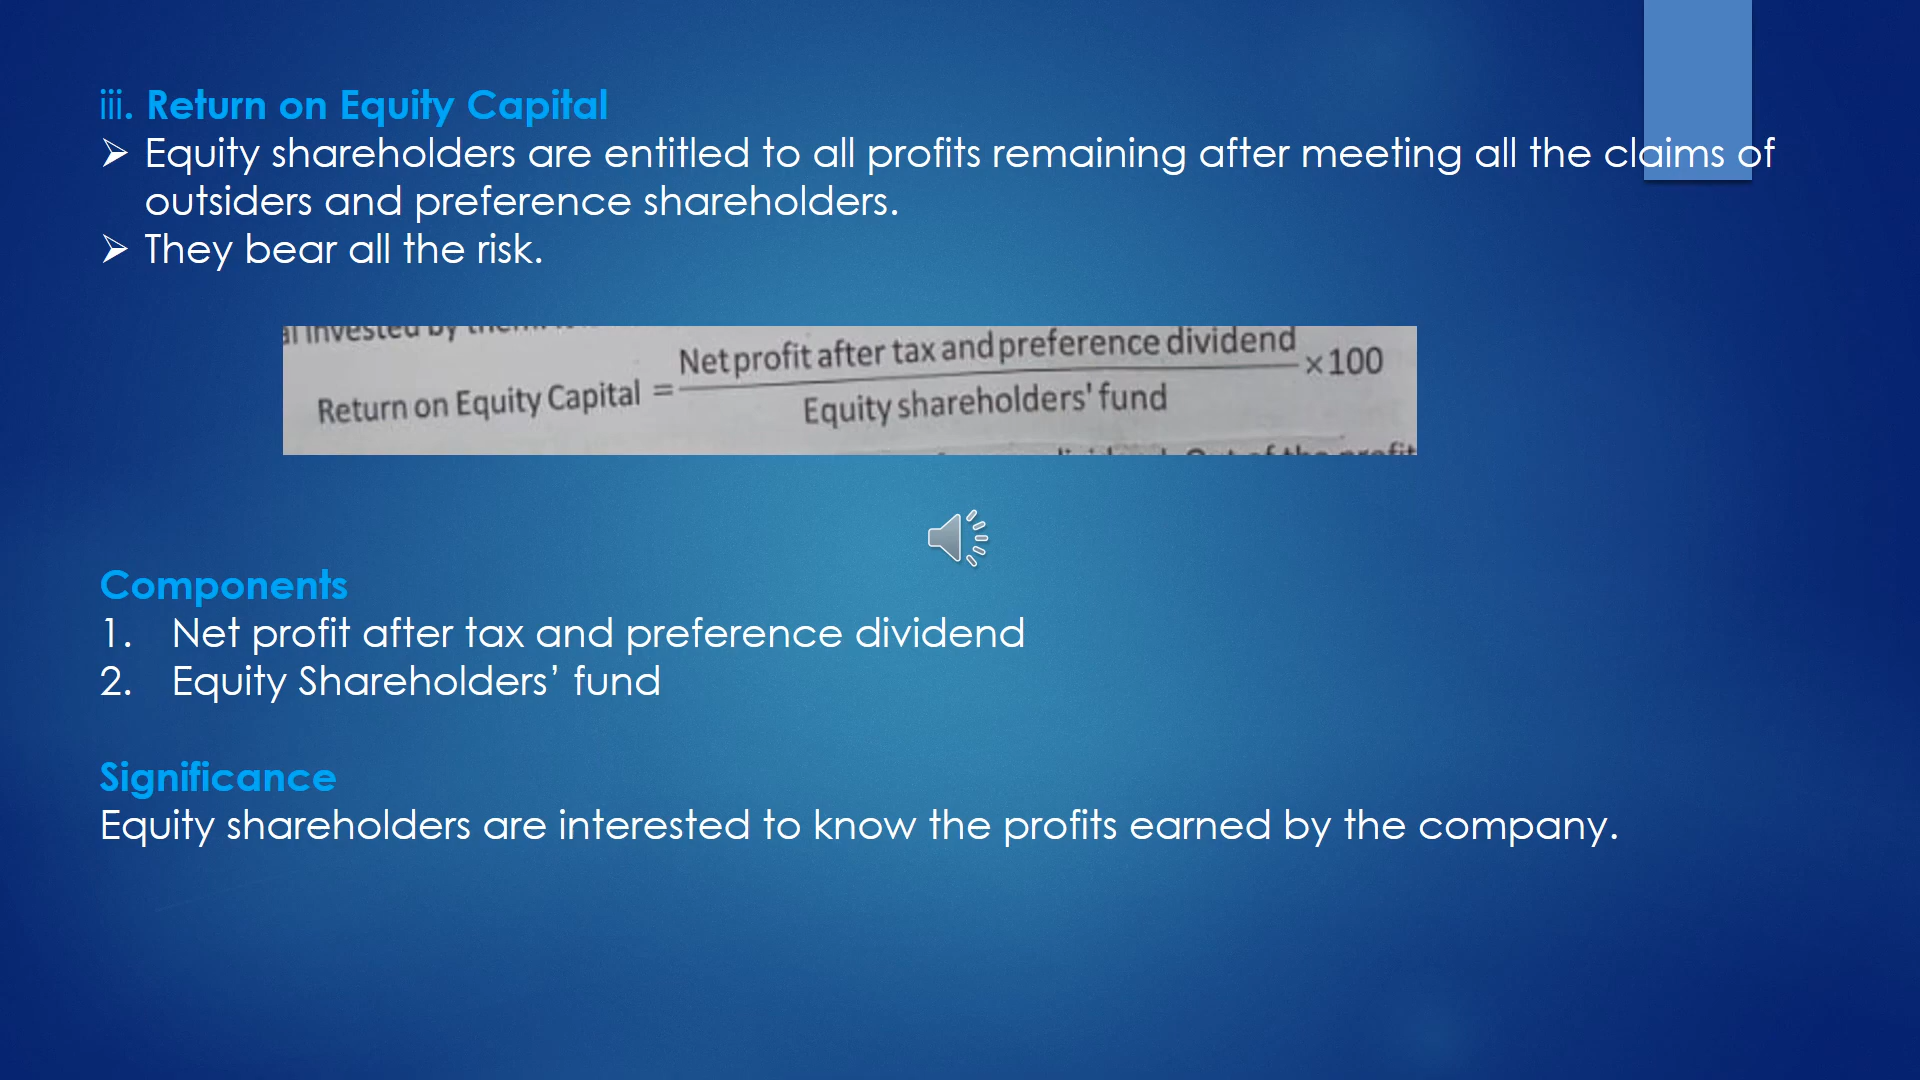 iii. Return on Equity Capital
➢ Equity shareholders are entitled to all profits remaining after meeting all the claims of
outsiders and preference shareholders.
➢ They bear all the risk.
invested by
Net profit after tax and preference dividend
Return on Equity Capital = ×100
Equity shareholders' fund
Components
1. Net profit after tax and preference dividend
2. Equity Shareholders’ fund
Significance
Equity shareholders are interested to know the profits earned by the company.